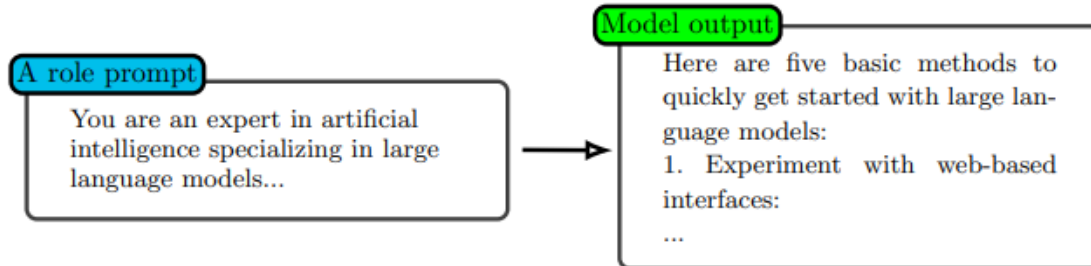 A role prompt
You are an expert in artificial
intelligence specializing in large
language models...
Model output
Here are five basic methods to
quickly get started with large lan-
guage models:
1. Experiment with web-based
interfaces:
...